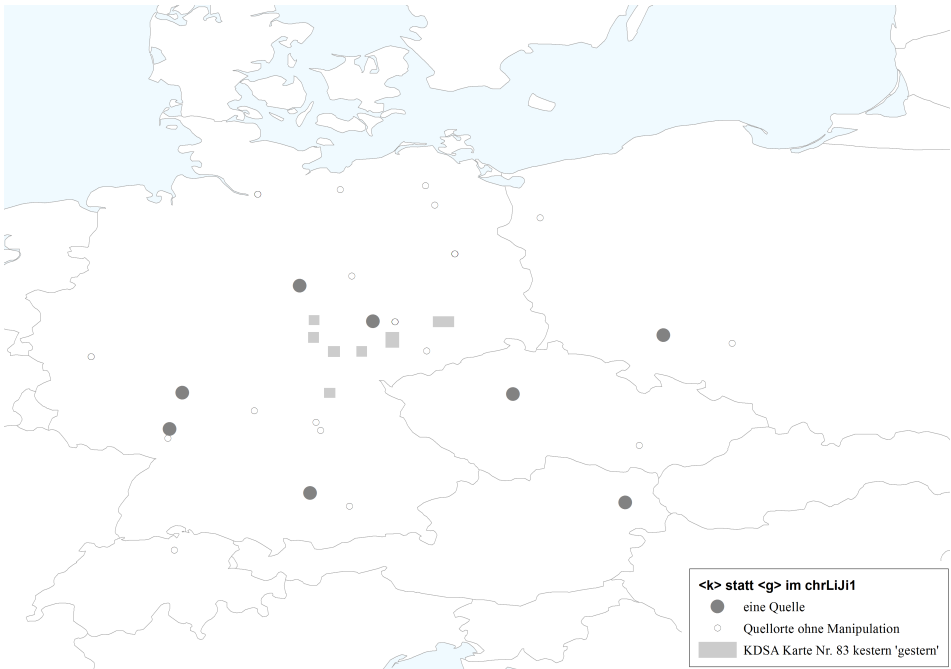 <k> statt <g> im chrLiJi1
eine Quelle
Quellorte ohne Manipulation
KDSA Karte Nr. 83 kestern 'gestern'